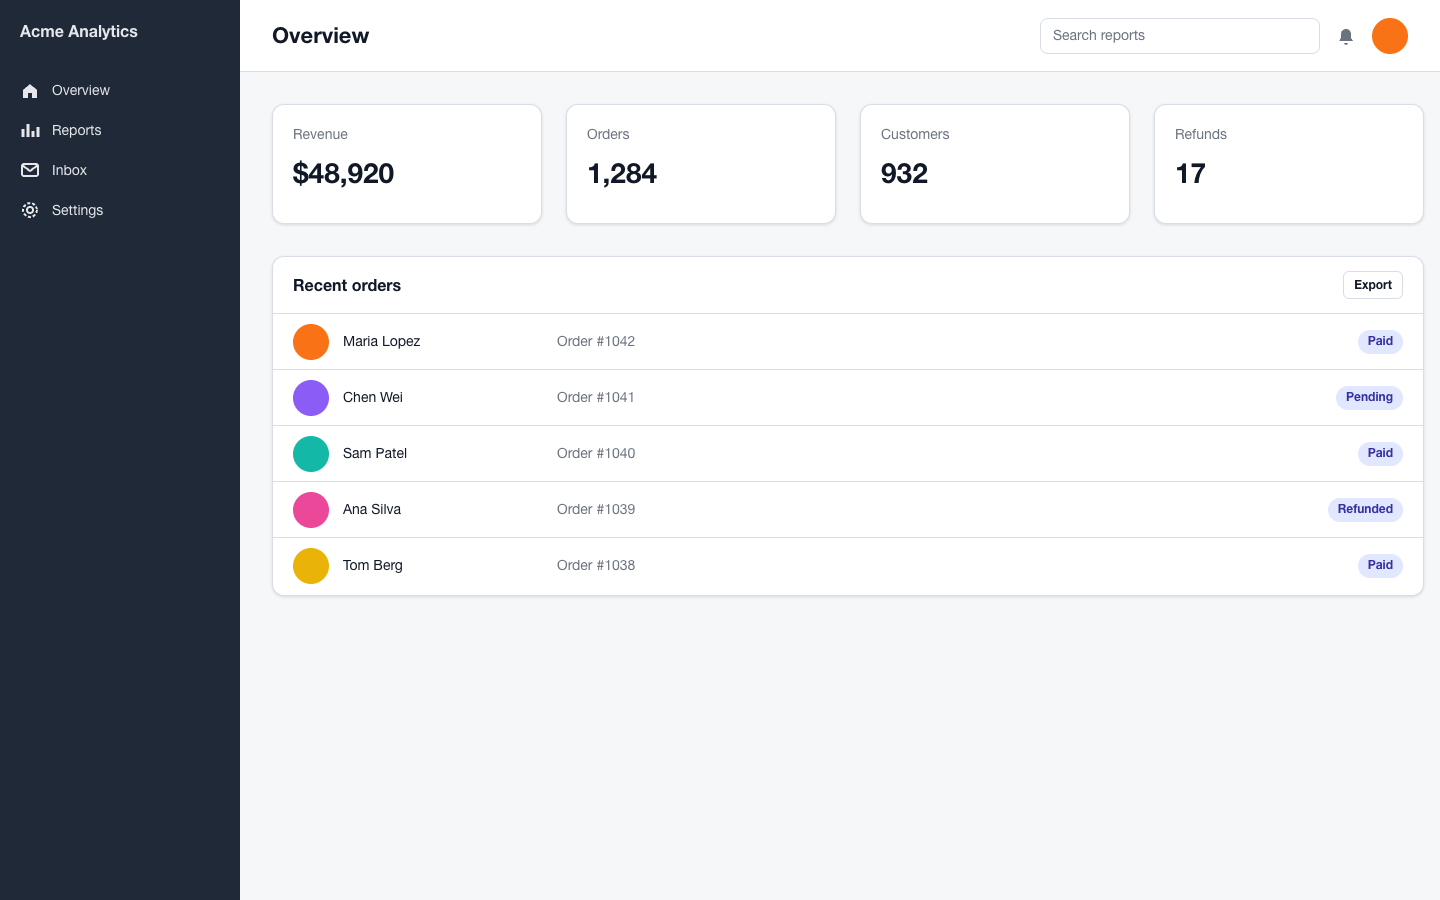 Acme Analytics
Overview
Reports
Inbox
Settings
Overview
Search reports
Revenue
$48,920
Orders
1,284
Customers
932
Refunds
17
Recent orders
Export
Maria Lopez Order #1042 Paid
Chen Wei Order #1041 Pending
Sam Patel Order #1040 Paid
Ana Silva Order #1039 Refunded
Tom Berg Order #1038 Paid